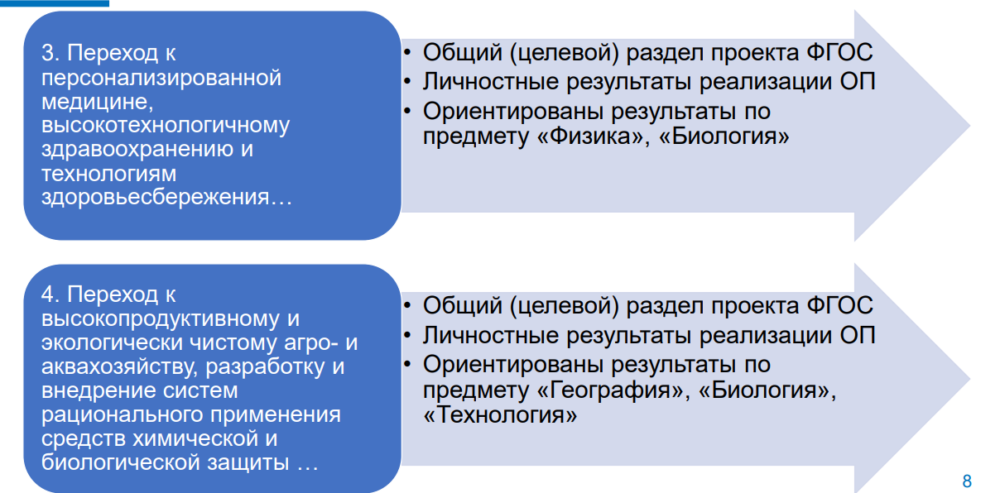 3. Переход к
персонализированной
медицине,
высокотехнологичному
здравоохранению и
технологиям
здоровьесбережения…
• Общий (целевой) раздел проекта ФГОС
• Личностные результаты реализации ОП
• Ориентированы результаты по
предмету «Физика», «Биология»
4. Переход к
высокопродуктивному и
экологически чистому агро- и
аквахозяйству, разработку и
внедрение систем
рационального применения
средств химической и
биологической защиты …
• Общий (целевой) раздел проекта ФГОС
• Личностные результаты реализации ОП
• Ориентированы результаты по
предмету «География», «Биология»,
«Технология»
8